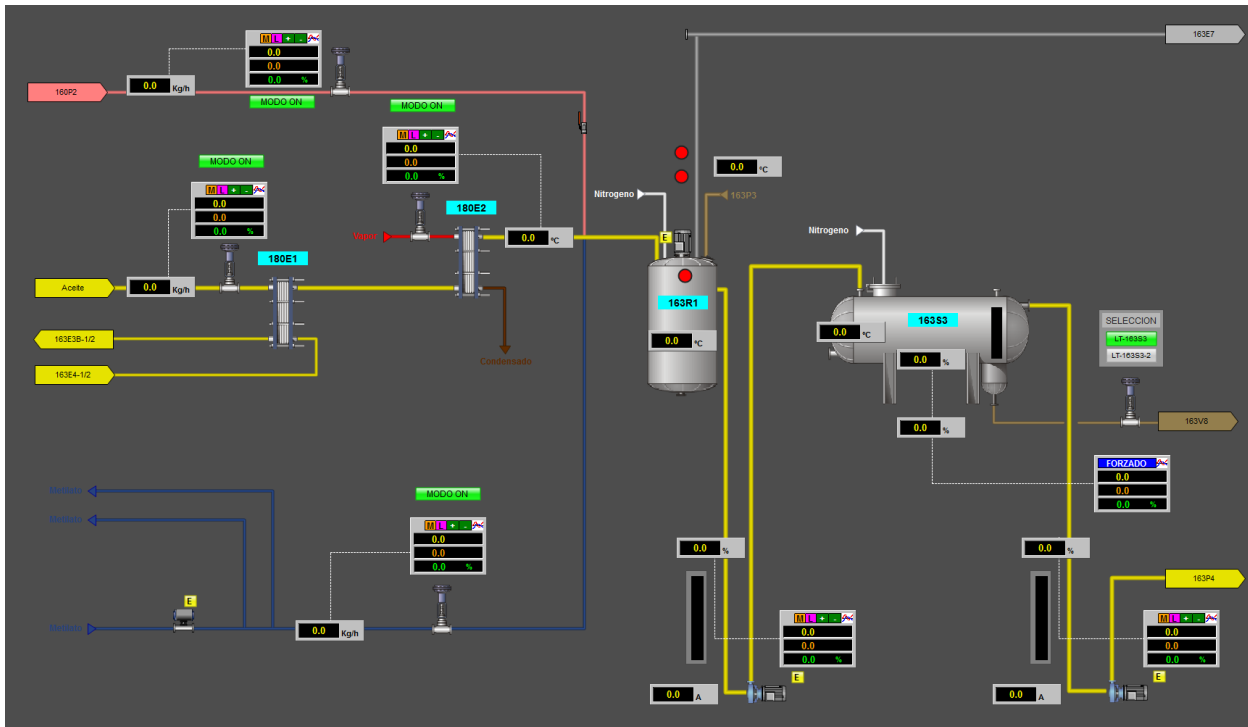 163E7
M L + -
0.0
0.0
0.0 %
160P2
0.0 Kg/h
MODO ON
MODO ON
M L + -
0.0
0.0
0.0 %
MODO ON
0.0 °C
M L + -
0.0
0.0
0.0 %
Nitrogeno
163P3
180E2
Vapor
0.0 °C
E
Nitrogeno
180E1
Aceite
0.0 Kg/h
163R1
163S3
SELECCION
LT-163S3
LT-163S3-2
0.0 °C
0.0 °C
163E3B-1/2
0.0 %
Condensado
163E4-1/2
163V8
0.0 %
FORZADO
0.0
0.0
0.0 %
Metilato
MODO ON
Metilato
M L + -
0.0
0.0
0.0 %
0.0 %
0.0 %
163P4
E
Metilato
0.0 Kg/h
M L + -
0.0
0.0
0.0 %
M L + -
0.0
0.0
0.0 %
E
E
0.0 A
0.0 A